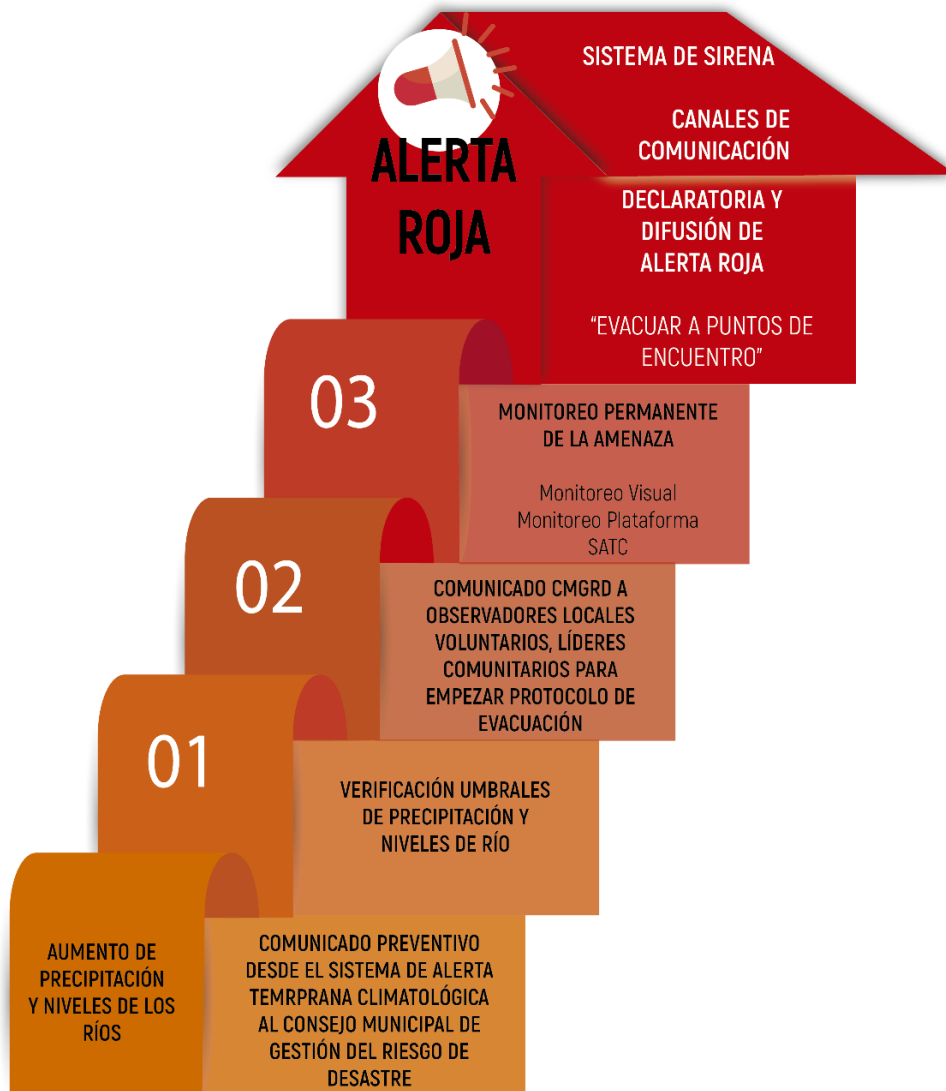 SISTEMA DE SIRENA
CANALES DE
COMUNICACIÓN
ALERTA
ROJA
DECLARATORIA Y
DIFUSIÓN DE
ALERTA ROJA
“EVACUAR A PUNTOS DE
ENCUENTRO”
03
MONITOREO PERMANENTE
DE LA AMENAZA
Monitoreo Visual
Monitoreo Plataforma
SATC
02
COMUNICADO CMGRD A
OBSERVADORES LOCALES
VOLUNTARIOS, LÍDERES
COMUNITARIOS PARA
EMPEZAR PROTOCOLO DE
EVACUACIÓN
01
VERIFICACIÓN UMBRALES
DE PRECIPITACIÓN Y
NIVELES DE RÍO
AUMENTO DE
PRECIPITACIÓN
Y NIVELES DE LOS
RÍOS
COMUNICADO PREVENTIVO
DESDE EL SISTEMA DE ALERTA
TEMRPRANA CLIMATOLÓGICA
AL CONSEJO MUNICIPAL DE
GESTIÓN DEL RIESGO DE
DESASTRE